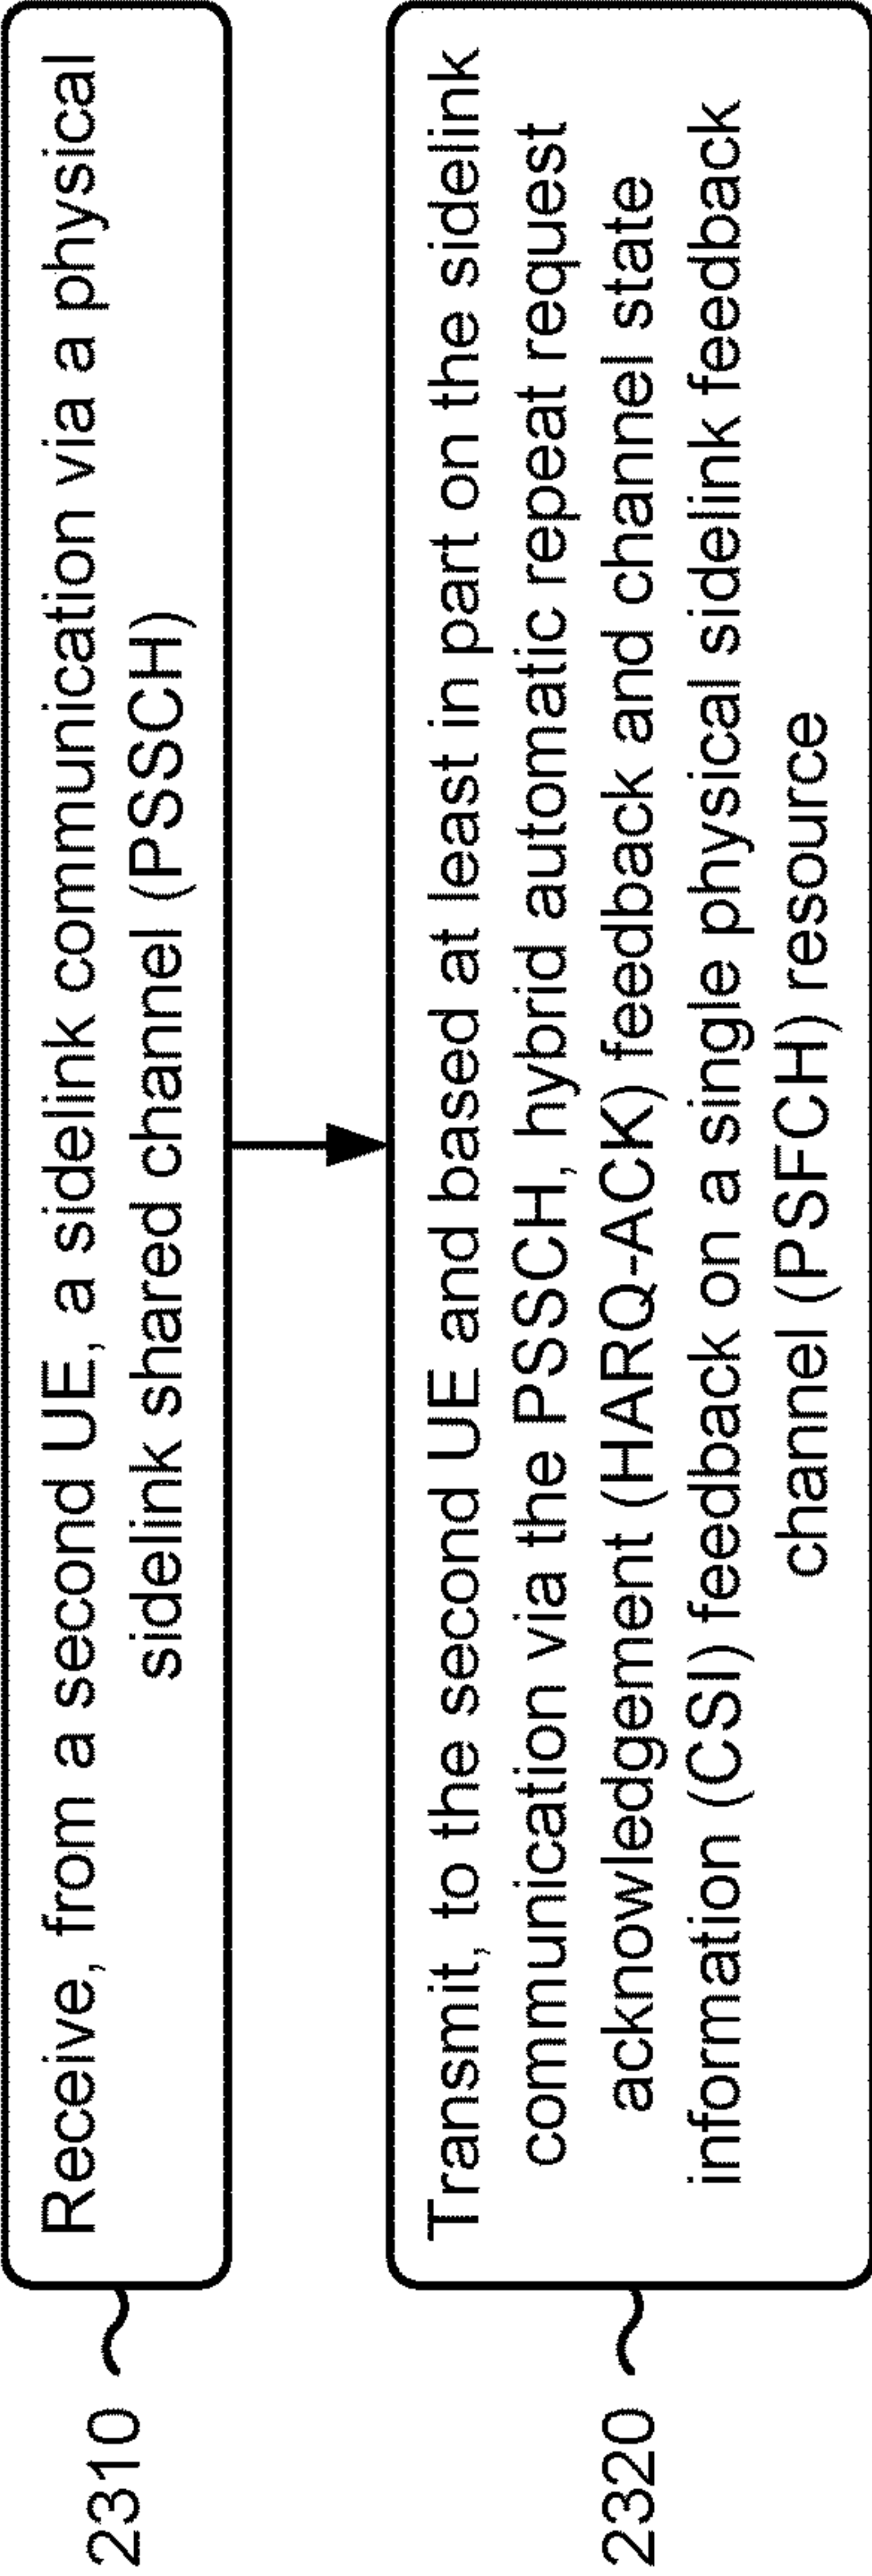 2310
Receive, from a second UE, a sidelink communication via a physical
sidelink shared channel (PSSCH)
2320
Transmit, to the second UE and based at least in part on the sidelink
communication via the PSSCH, hybrid automatic repeat request
acknowledgement (HARQ-ACK) feedback and channel state
information (CSI) feedback on a single physical sidelink feedback
channel (PSFCH) resource